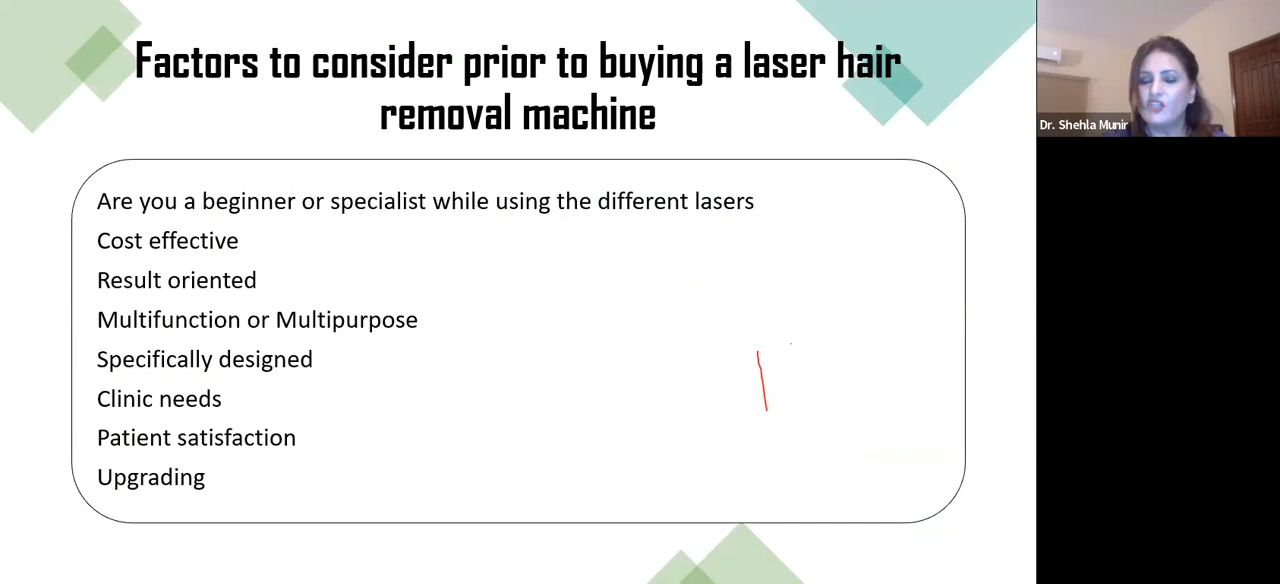 Factors to consider prior to buying a laser hair
removal machine
Dr. Shehla Munir
Are you a beginner or specialist while using the different lasers
Cost effective
Result oriented
Multifunction or Multipurpose
Specifically designed
Clinic needs
Patient satisfaction
Upgrading